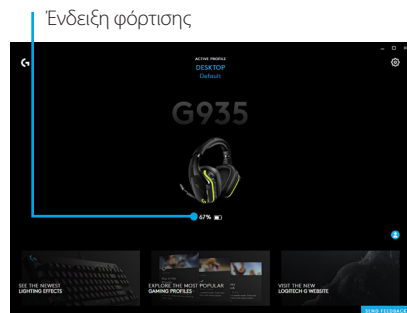 Ένδειξη φόρτισης
ACTIVE PROFILE
DESKTOP
Default
G935
67%
SEE THE NEWEST
LIGHTING EFFECTS
EXPLORE THE MOST POPULAR
GAMING PROFILES
VISIT THE NEW
LOGITECH G WEBSITE
SEND FEEDBACK